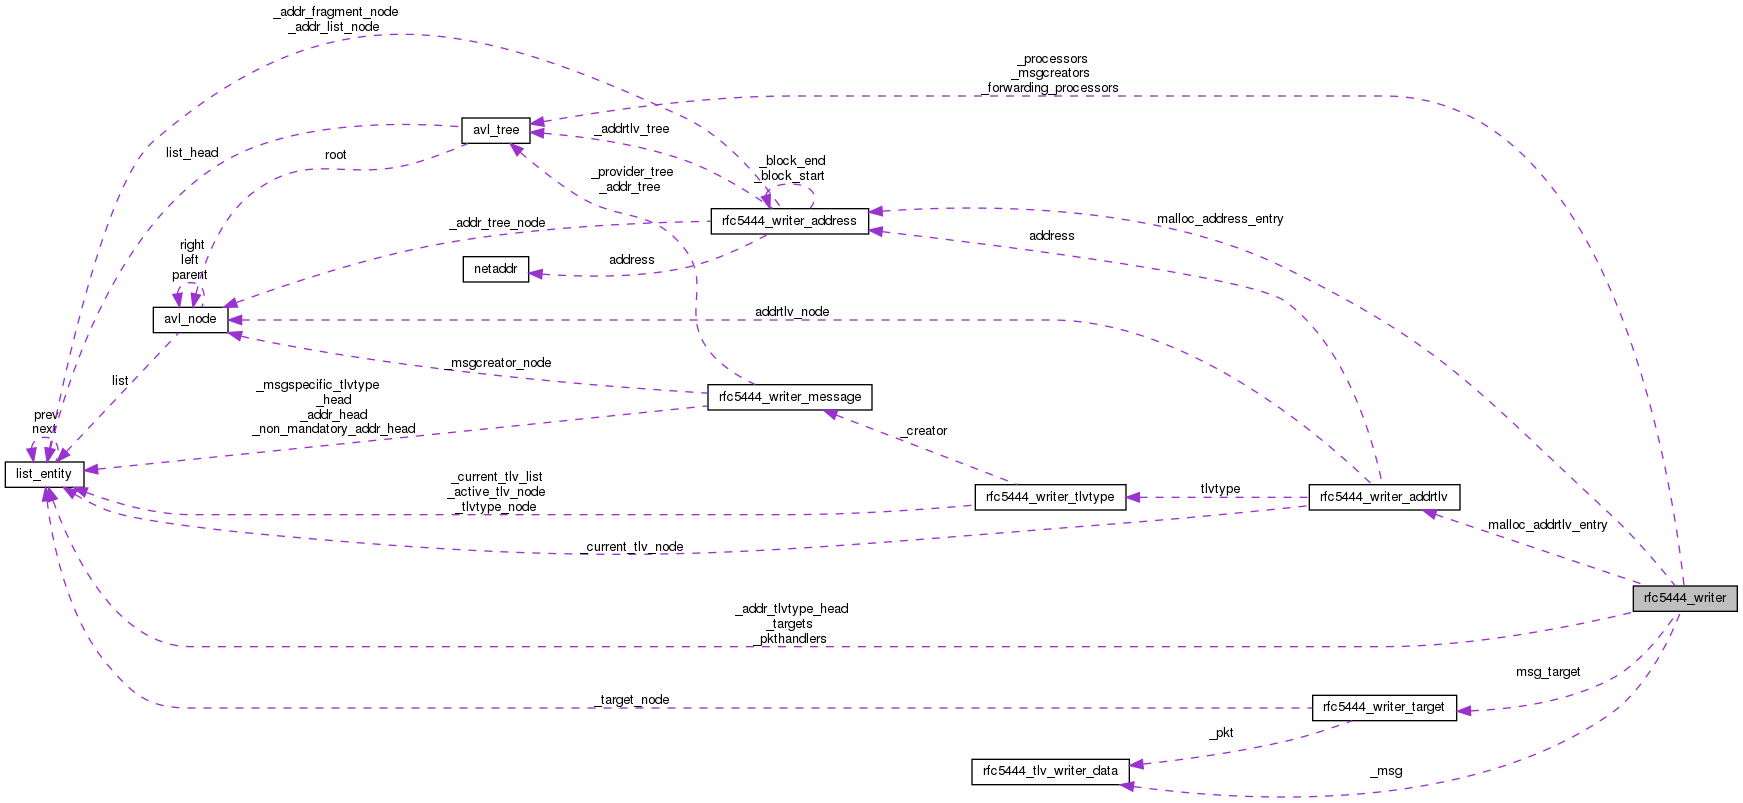 _addr_fragment_node
_addr_list_node
_processors
_msgcreators
_forwarding_processors
avl_tree
_addrtlv_tree
list_head
root
_block_end
_block_start
_provider_tree
_addr_tree
rfc5444_writer_address
malloc_address_entry
_addr_tree_node
address
right
left
parent
netaddr
address
avl_node
addrtlv_node
_msgcreator_node
list
_msgspecific_tlvtype
_head
_addr_head
_non_mandatory_addr_head
rfc5444_writer_message
prev
next
_creator
list_entity
_current_tlv_list
_active_tlv_node
_tlvtype_node
rfc5444_writer_tlvtype
tlvtype
rfc5444_writer_addrtlv
malloc_addrtlv_entry
_current_tlv_node
rfc5444_writer
_addr_tlvtype_head
_targets
_pkthandlers
msg_target
_target_node
rfc5444_writer_target
_pkt
rfc5444_tlv_writer_data
_msg